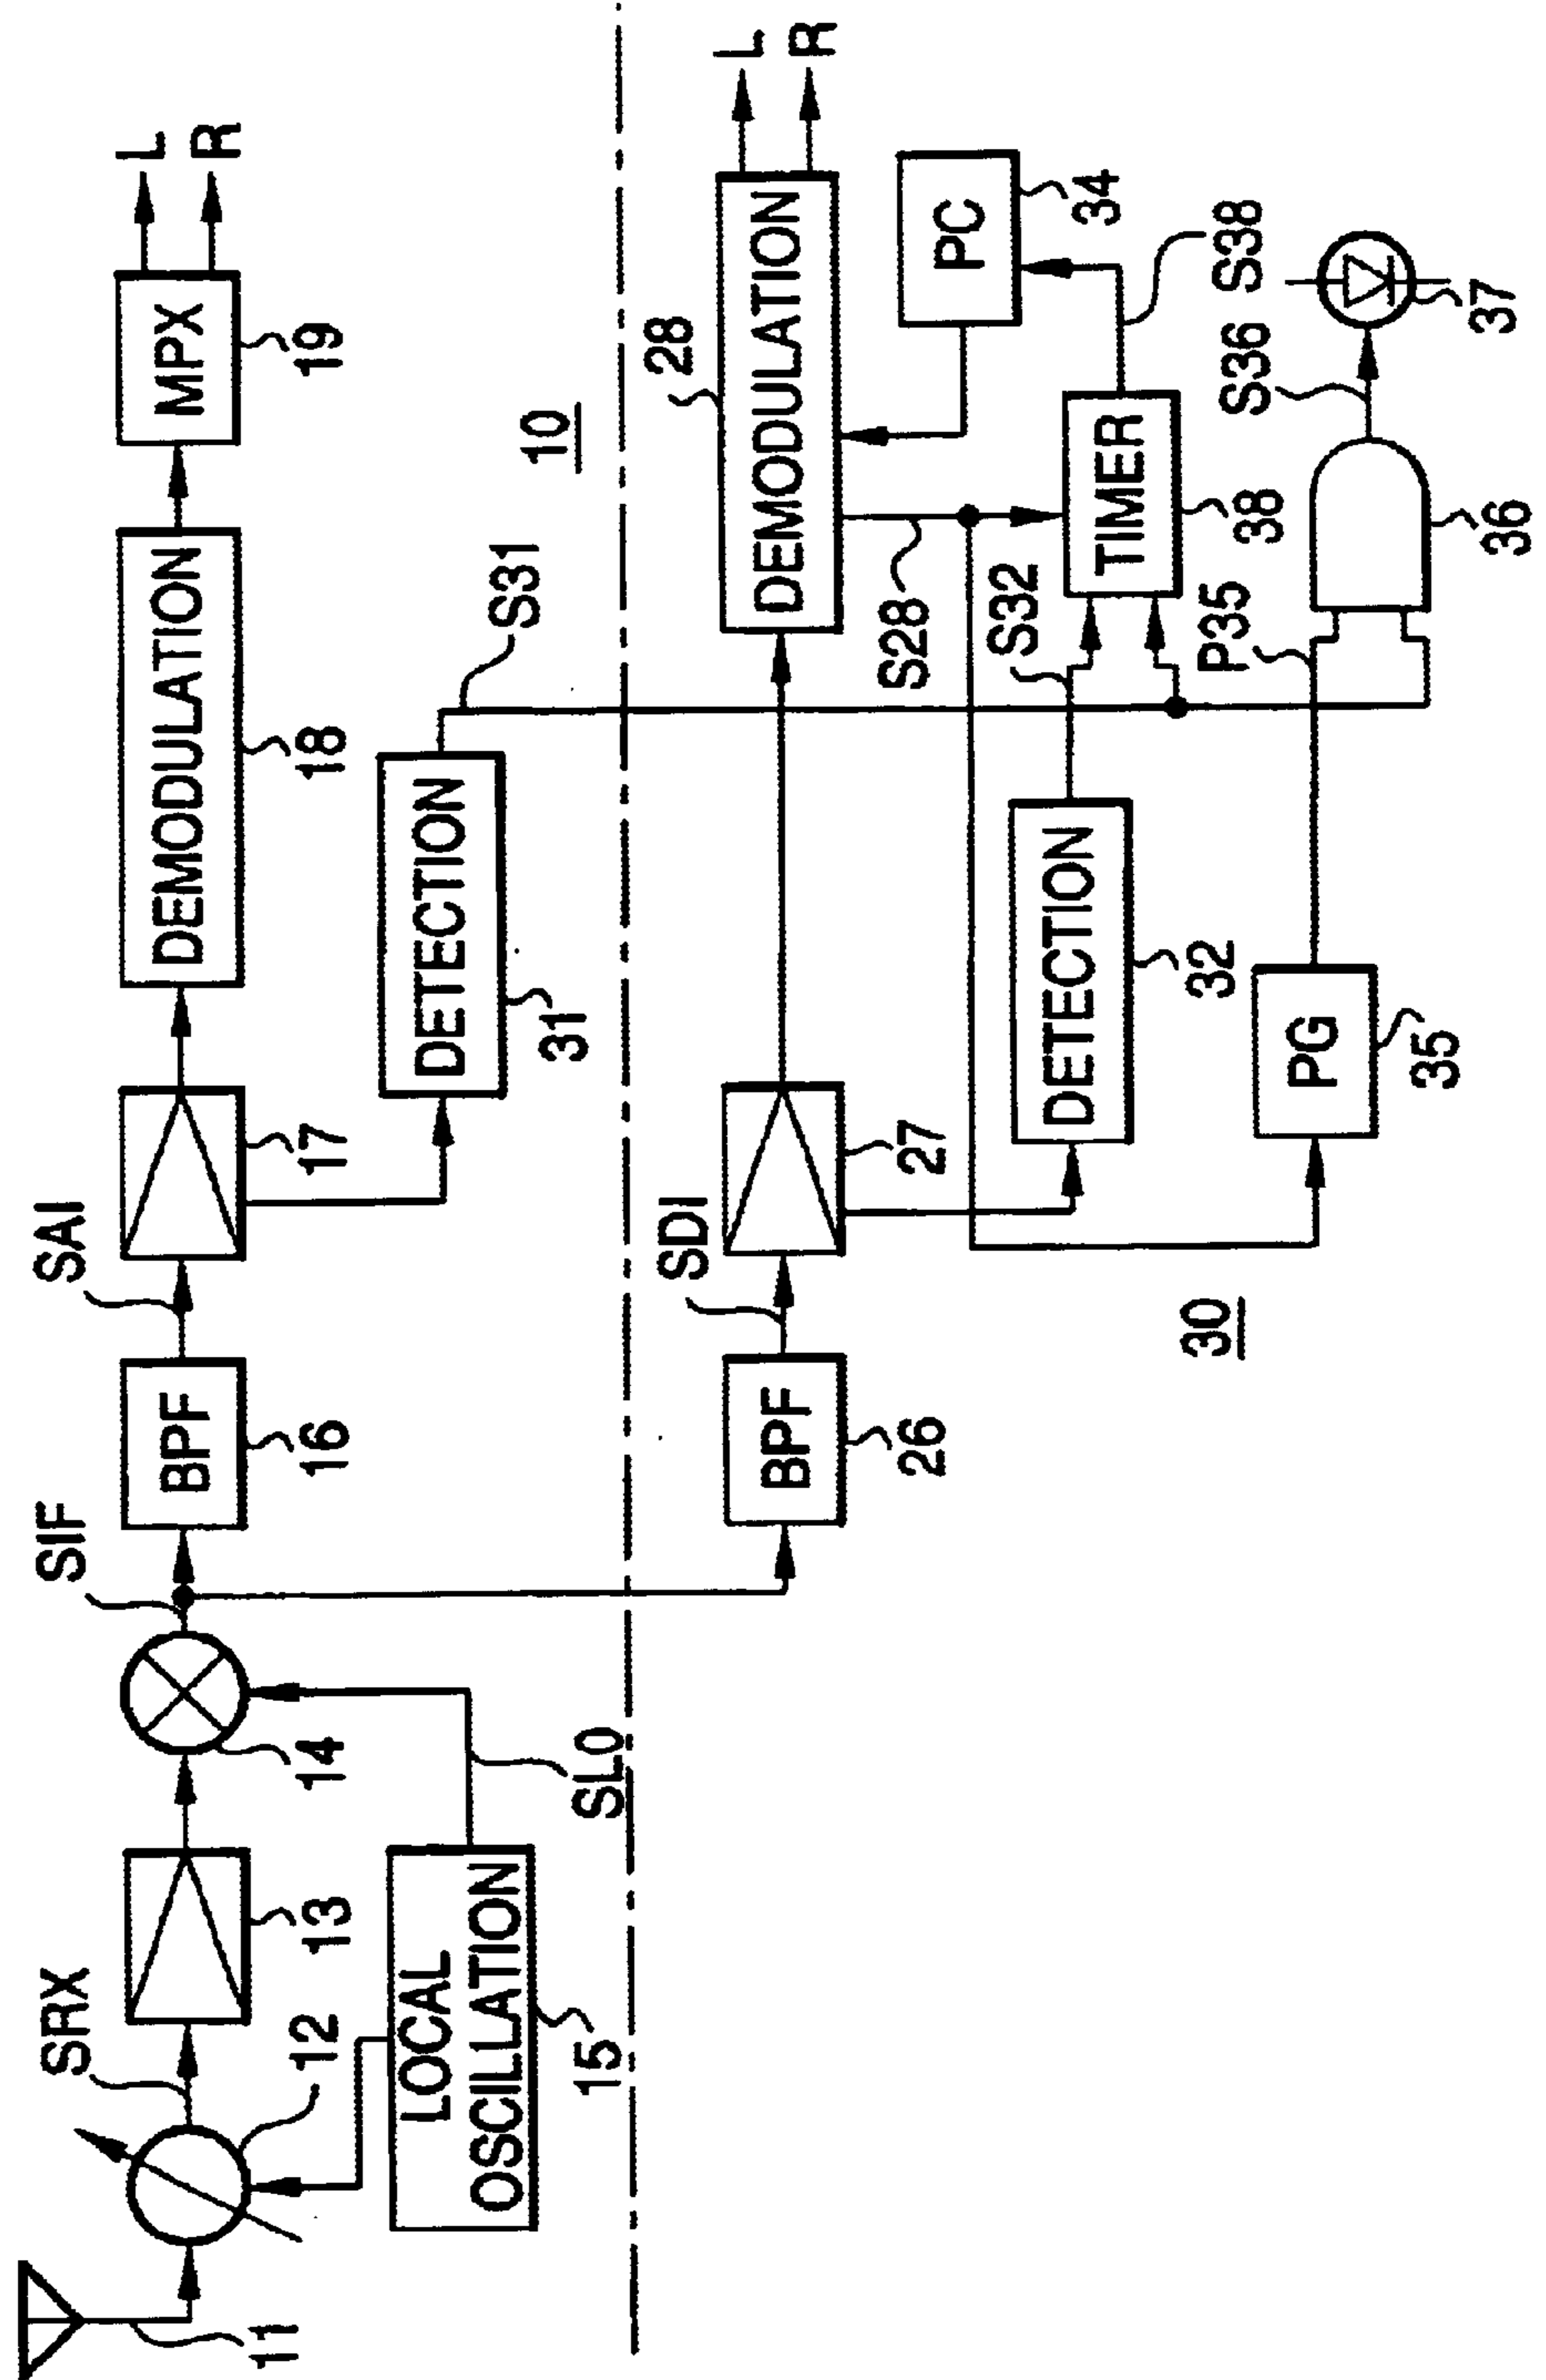 SRX
SIF
SAI
11
12
13
14
BPF
16
17
DEMODULATION
18
MPX
19
L
R
LOCAL
OSCILLATION
15
SLO
DETECTION
31
S31
10
SDI
BPF
26
27
DEMODULATION
28
L
R
S28
PC
34
30
DETECTION
32
S32
TIMER
38
S38
PG
35
P35
36
S36
37